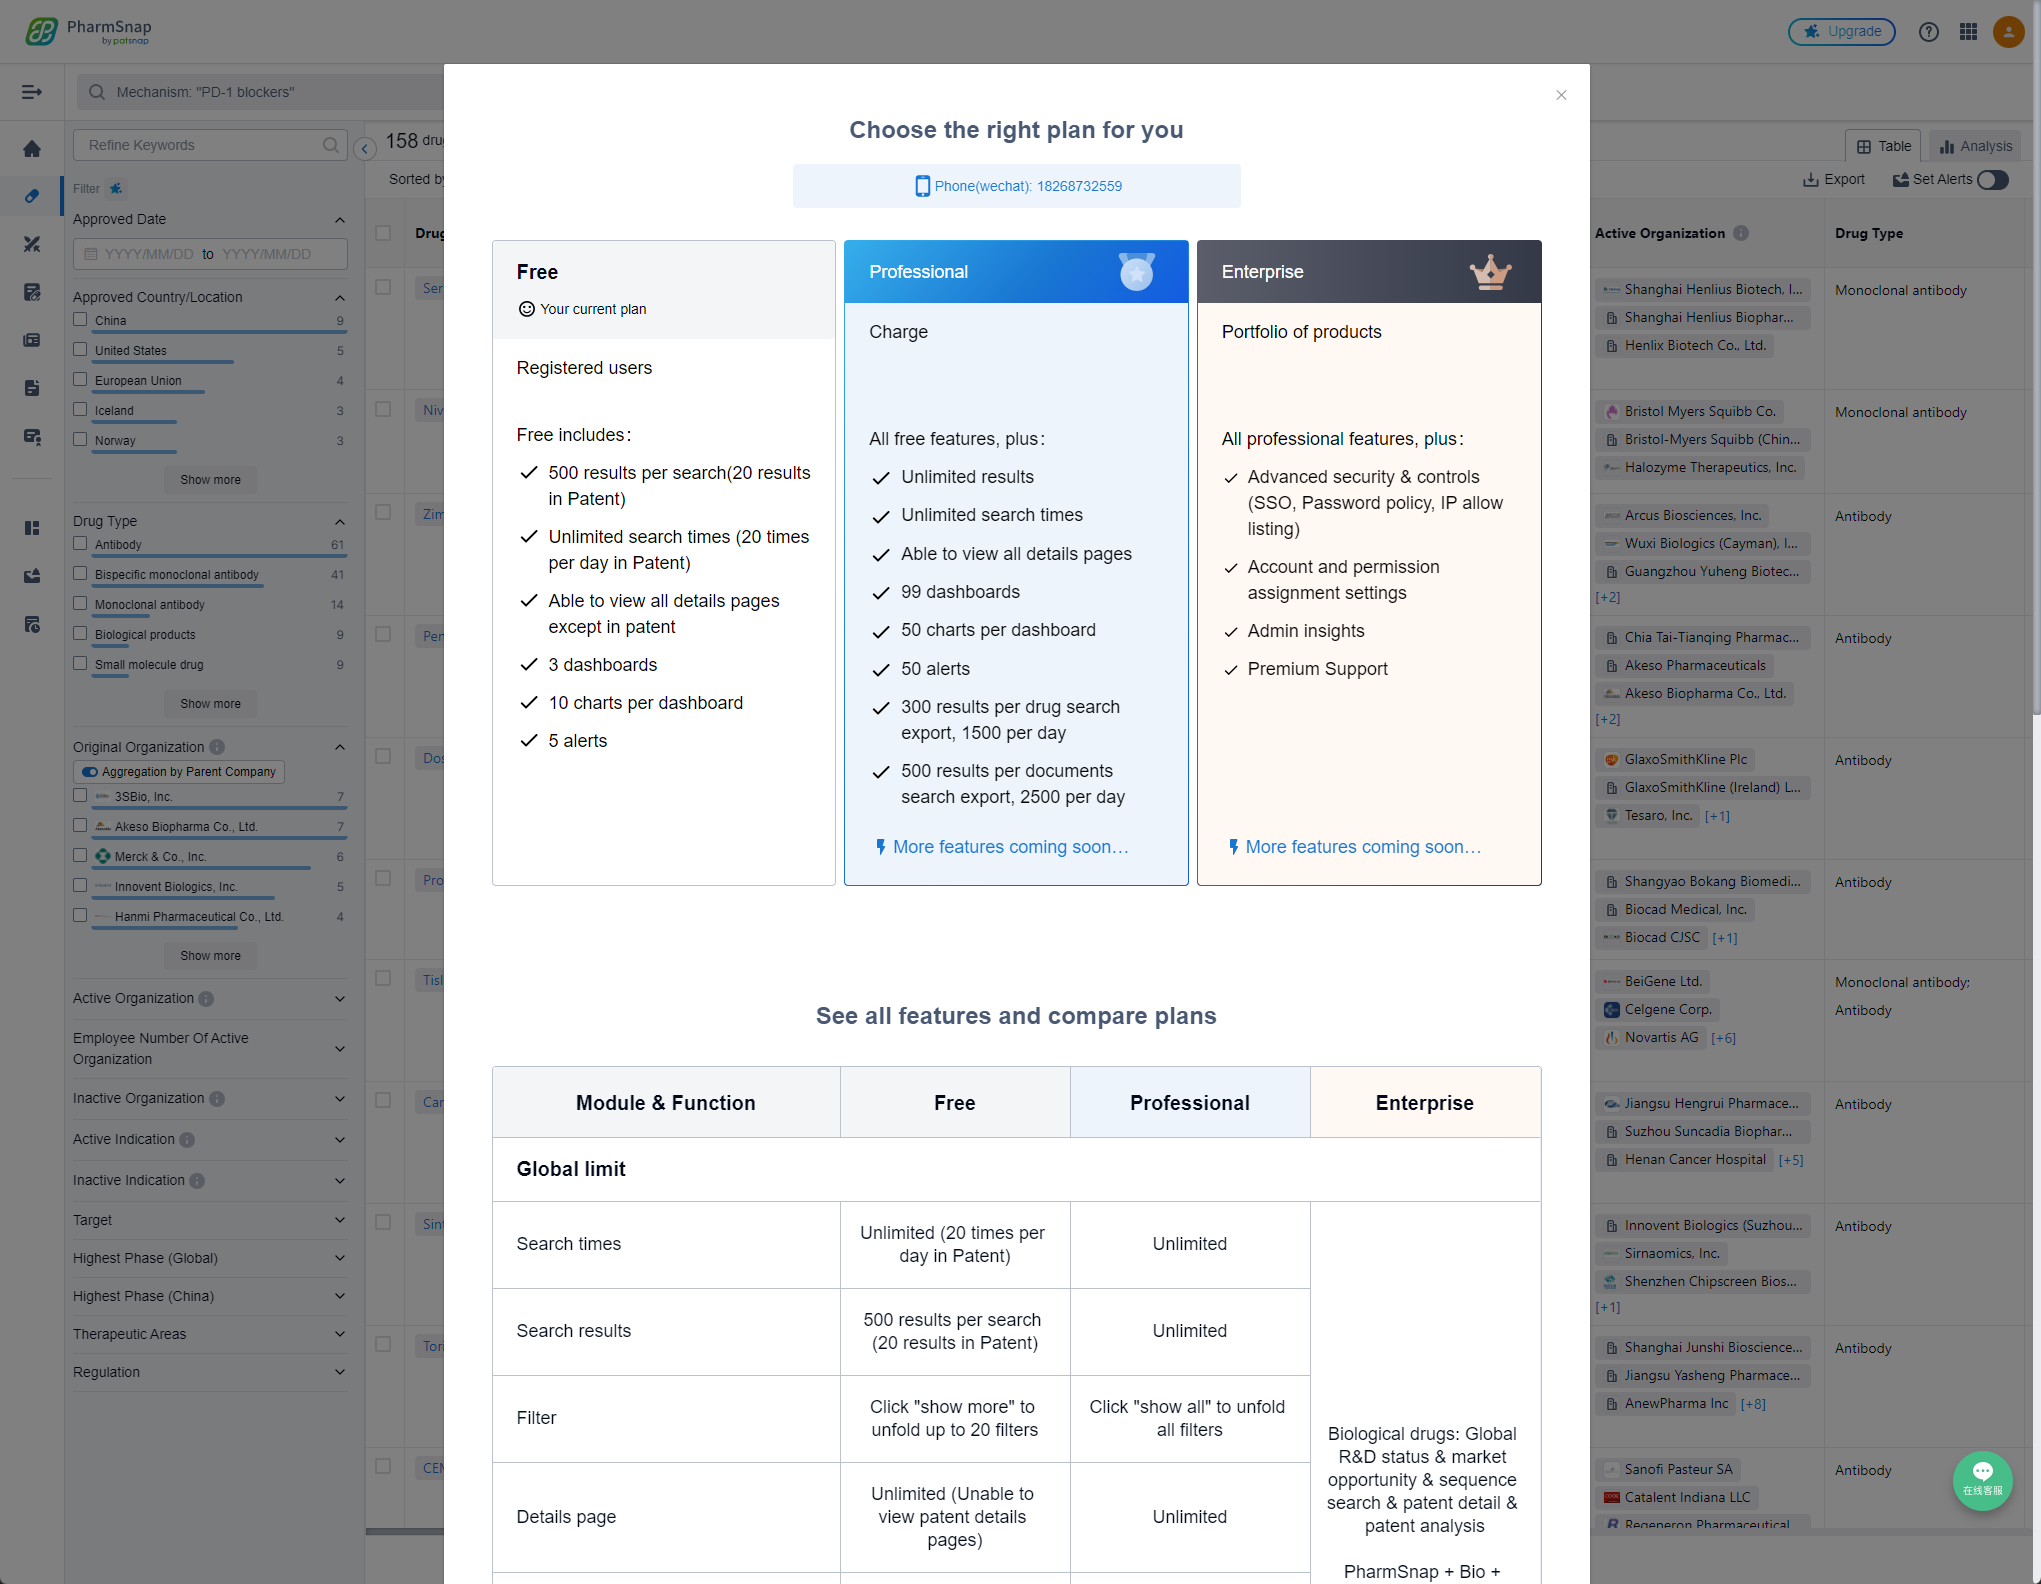 PharmSnap
by patsnap
Upgrade
Mechanism: "PD-1 blockers"
Refine Keywords
Filter
Approved Date
YYYY/MM/DD to YYYY/MM/DD
Approved Country/Location
China 9
United States 5
European Union 4
Iceland 3
Norway 3
Show more
Drug Type
Antibody 61
Bispecific monoclonal antibody 41
Monoclonal antibody 14
Biological products 9
Small molecule drug 9
Show more
Original Organization
Aggregation by Parent Company
3SBio, Inc. 7
Akeso Biopharma Co., Ltd. 7
Merck & Co., Inc. 6
Innovent Biologics, Inc. 5
Hanmi Pharmaceutical Co., Ltd. 4
Show more
Active Organization
Employee Number Of Active
Organization
Inactive Organization
Active Indication
Inactive Indication
Target
Highest Phase (Global)
Highest Phase (China)
Therapeutic Areas
Regulation
158 dru
Sorted by
Drug
Ser
Niv
Zim
Pen
Dos
Pro
Tisl
Car
Sint
Tori
CEN
Choose the right plan for you
Phone(wechat): 18268732559
Free
Your current plan
Registered users
Free includes:
500 results per search(20 results
in Patent)
Unlimited search times (20 times
per day in Patent)
Able to view all details pages
except in patent
3 dashboards
10 charts per dashboard
5 alerts
Professional
Charge
All free features, plus:
Unlimited results
Unlimited search times
Able to view all details pages
99 dashboards
50 charts per dashboard
50 alerts
300 results per drug search
export, 1500 per day
500 results per documents
search export, 2500 per day
More features coming soon…
Enterprise
Portfolio of products
All professional features, plus:
Advanced security & controls
(SSO, Password policy, IP allow
listing)
Account and permission
assignment settings
Admin insights
Premium Support
More features coming soon…
See all features and compare plans
Module & Function Free Professional Enterprise
Global limit
Search times
Unlimited (20 times per
day in Patent)
Unlimited
Search results
500 results per search
(20 results in Patent)
Unlimited
Filter
Click "show more" to
unfold up to 20 filters
Click "show all" to unfold
all filters
Details page
Unlimited (Unable to
view patent details
pages)
Unlimited
Biological drugs: Global
R&D status & market
opportunity & sequence
search & patent detail &
patent analysis
PharmSnap + Bio +
Table
Analysis
Export
Set Alerts
Active Organization
Drug Type
Shanghai Henlius Biotech, I...
Shanghai Henlius Biophar...
Henlix Biotech Co., Ltd.
Monoclonal antibody
Bristol Myers Squibb Co.
Bristol-Myers Squibb (Chin...
Halozyme Therapeutics, Inc.
Monoclonal antibody
Arcus Biosciences, Inc.
Wuxi Biologics (Cayman), I...
Guangzhou Yuheng Biotec...
[+2]
Antibody
Chia Tai-Tianqing Pharmac...
Akeso Pharmaceuticals
Akeso Biopharma Co., Ltd.
[+2]
Antibody
GlaxoSmithKline Plc
GlaxoSmithKline (Ireland) L...
Tesaro, Inc. [+1]
Antibody
Shangyao Bokang Biomedi...
Biocad Medical, Inc.
Biocad CJSC [+1]
Antibody
BeiGene Ltd.
Celgene Corp.
Novartis AG [+6]
Monoclonal antibody;
Antibody
Jiangsu Hengrui Pharmace...
Suzhou Suncadia Biophar...
Henan Cancer Hospital [+5]
Antibody
Innovent Biologics (Suzhou...
Sirnaomics, Inc.
Shenzhen Chipscreen Bios...
[+1]
Antibody
Shanghai Junshi Bioscience...
Jiangsu Yasheng Pharmace...
AnewPharma Inc [+8]
Antibody
Sanofi Pasteur SA
Catalent Indiana LLC
Regeneron Pharmaceutical
Antibody
在线客服